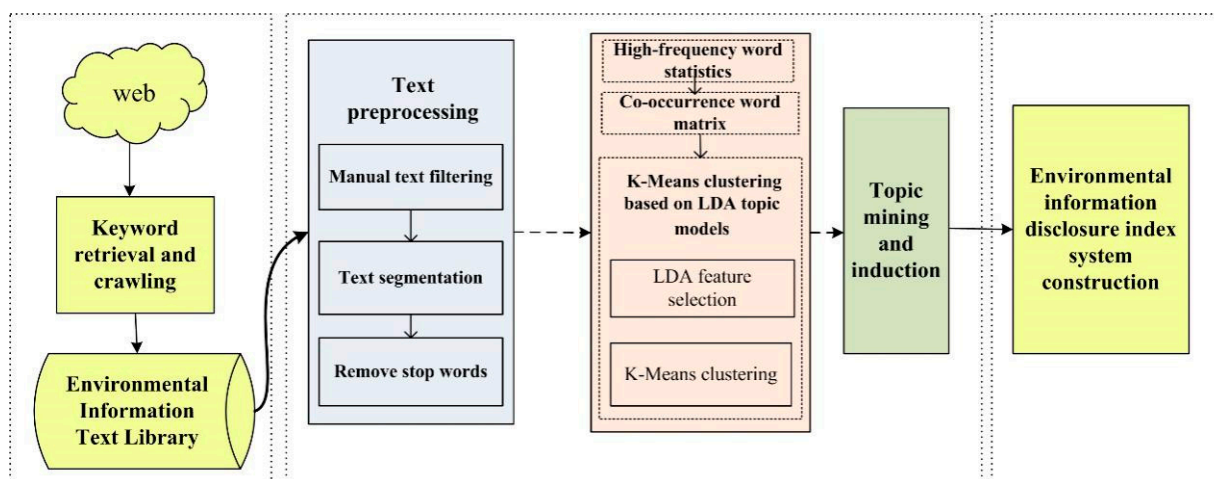 web
Keyword
retrieval and
crawling
Environmental
Information
Text Library
Text
preprocessing
Manual text filtering
Text segmentation
Remove stop words
High-frequency word
statistics
Co-occurrence word
matrix
K-Means clustering
based on LDA topic
models
LDA feature
selection
K-Means clustering
Topic
mining
and
induction
Environmental
information
disclosure index
system
construction